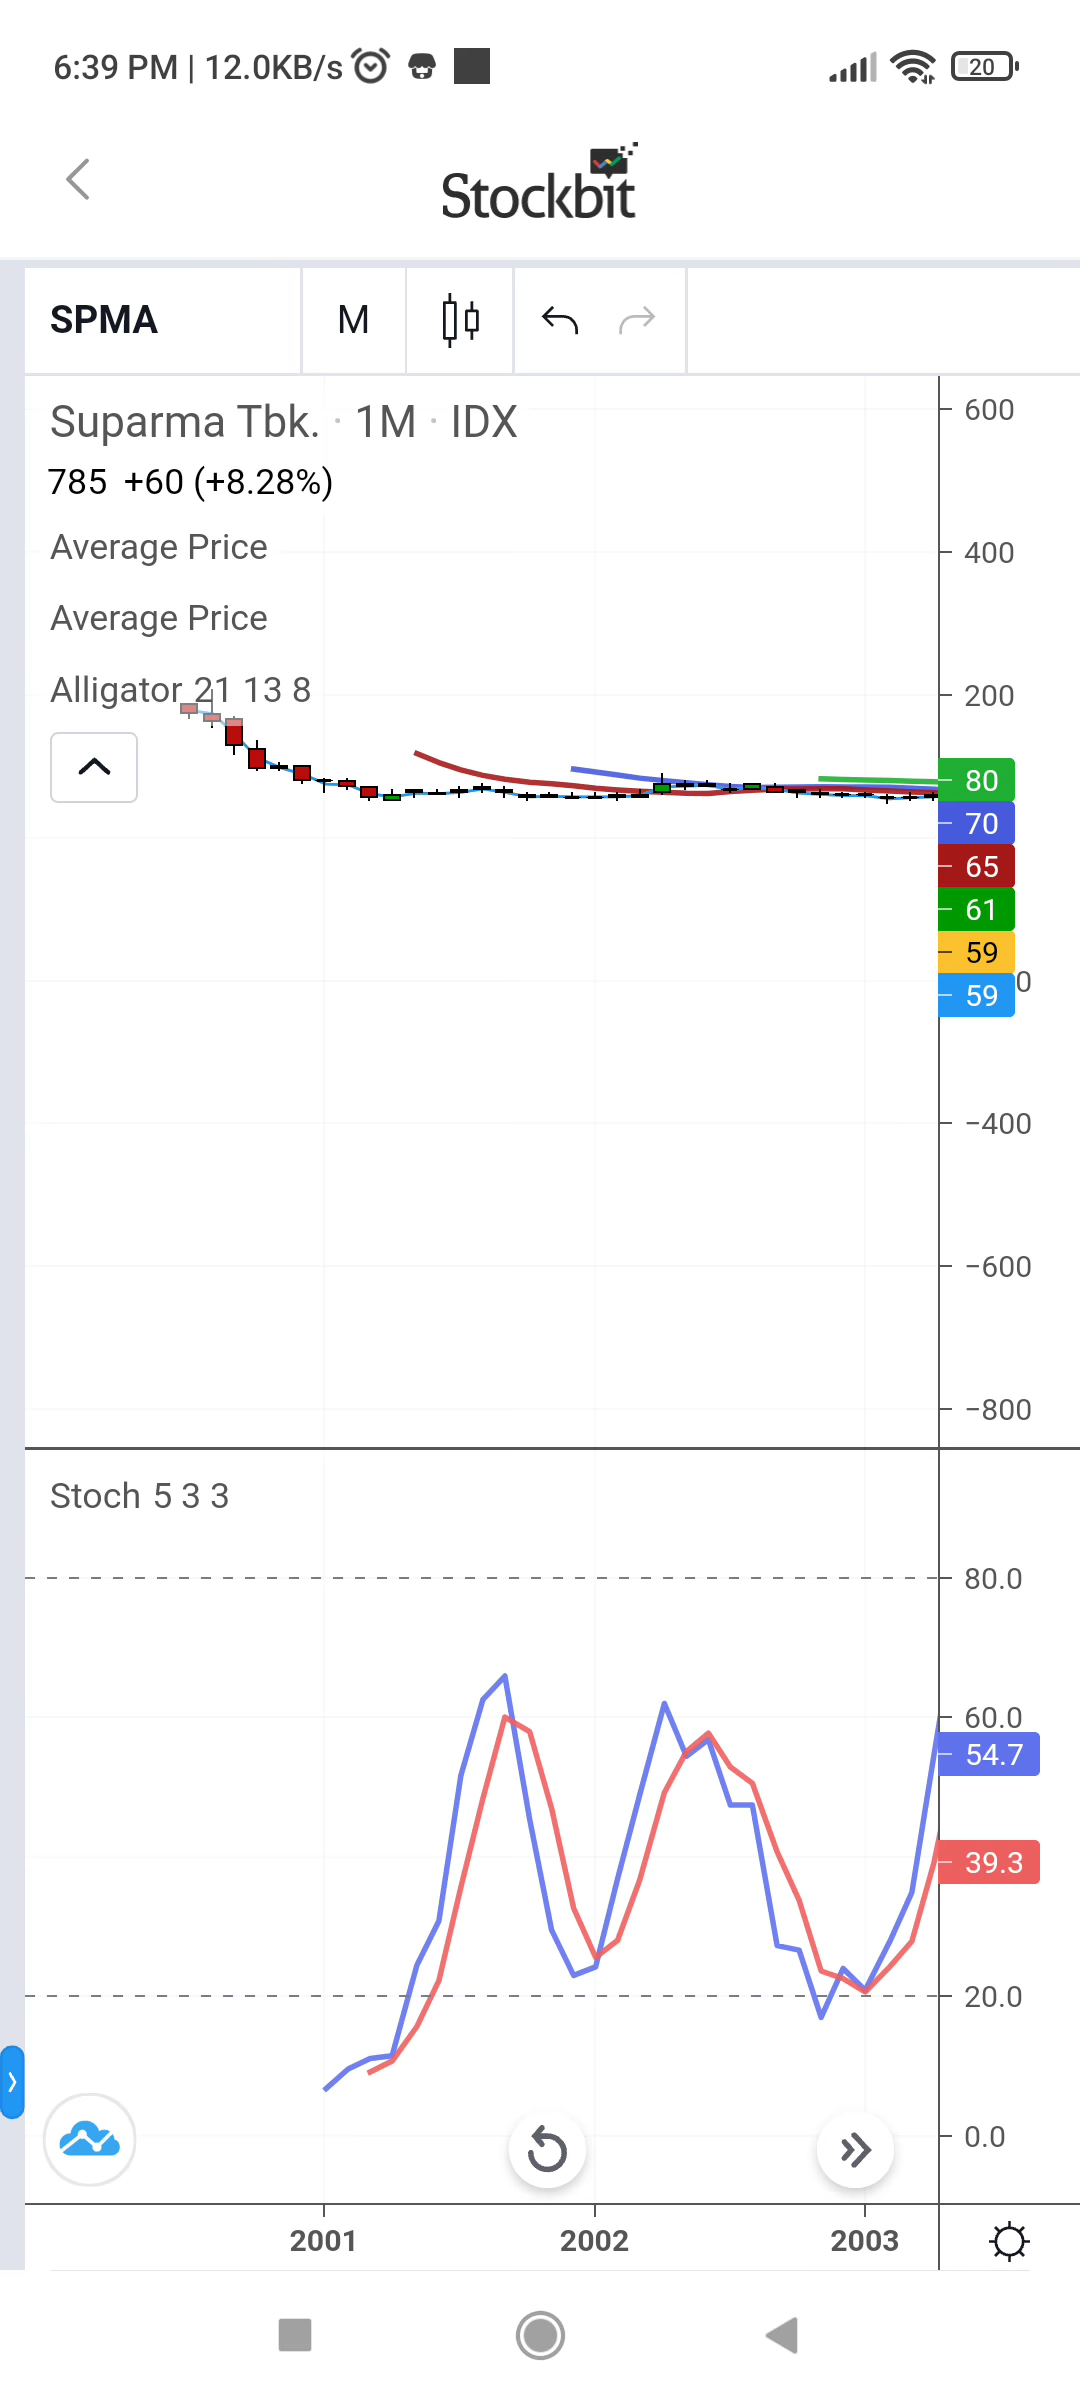 6:39 PM | 12.0KB/s
20
Stockbit
SPMA M
Suparma Tbk. · 1M · IDX
785 +60 (+8.28%)
Average Price
Average Price
Alligator 21 13 8
600
400
200
80
70
65
61
59
0
59
−400
−600
−800
Stoch 5 3 3
80.0
60.0
54.7
39.3
20.0
0.0
2001 2002 2003